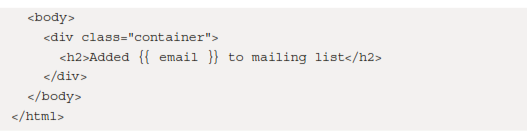 <body>
<div class="container">
<h2>Added {{ email }} to mailing list</h2>
</div>
</body>
</html>